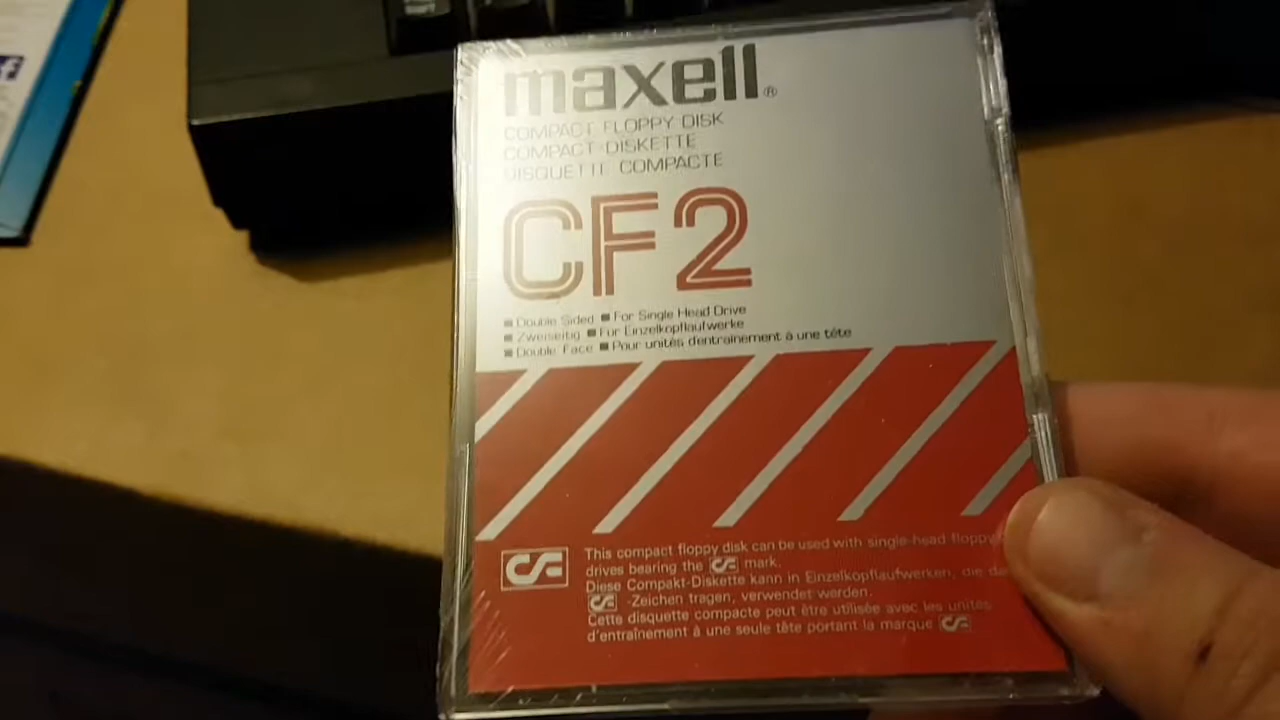 maxell®
COMPACT FLOPPY DISK
COMPACT-DISKETTE
DISQUETTE COMPACTE
CF2
■ Double Sided ■ For Single Head Drive
■ Zweiseitig ■ Für Einzelkopflaufwerke
■ Double Face ■ Pour unités d'entraînement à une tête
This compact floppy disk can be used with single-head floppy
drives bearing the CF mark.
Diese Compakt-Diskette kann in Einzelkopflaufwerken, die
CF -Zeichen tragen, verwendet werden.
Cette disquette compacte peut être utilisée avec les unités
d'entraînement à une seule tête portant la marque CF